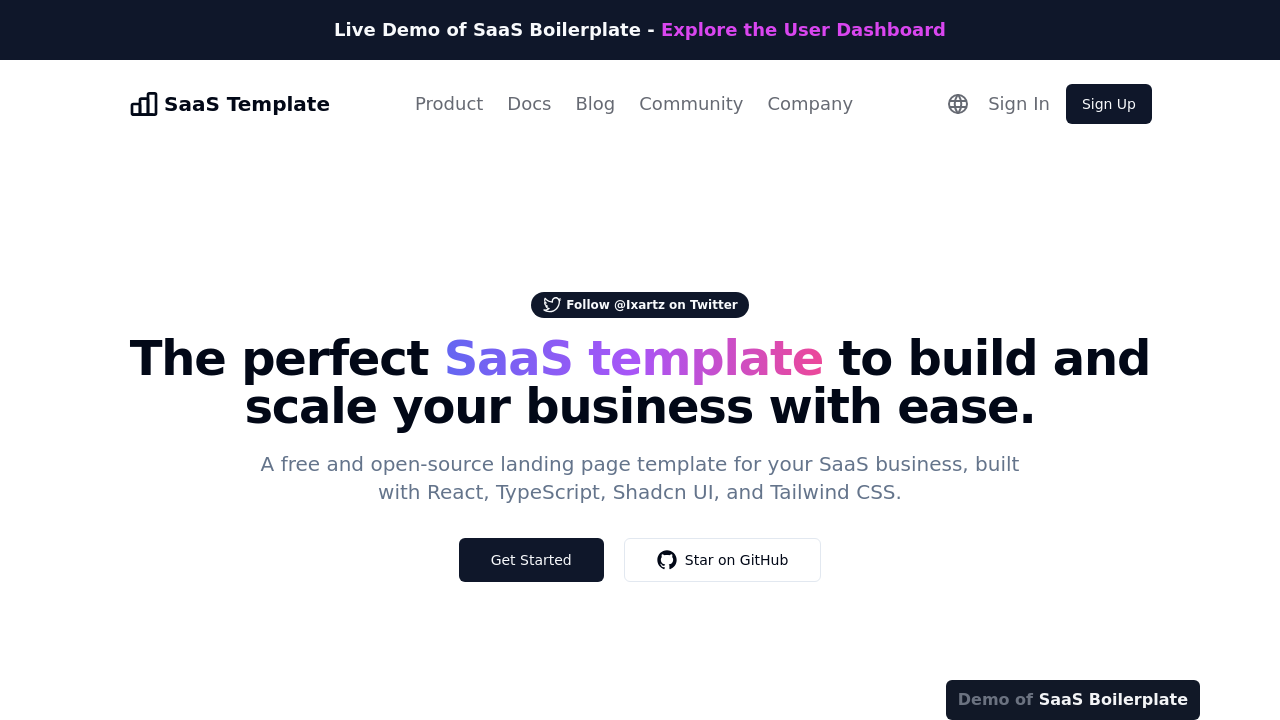 Live Demo of SaaS Boilerplate - Explore the User Dashboard
SaaS Template
Product
Docs
Blog
Community
Company
Sign In
Sign Up
Follow @Ixartz on Twitter
The perfect SaaS template to build and
scale your business with ease.
A free and open-source landing page template for your SaaS business, built
with React, TypeScript, Shadcn UI, and Tailwind CSS.
Get Started
Star on GitHub
Demo of SaaS Boilerplate